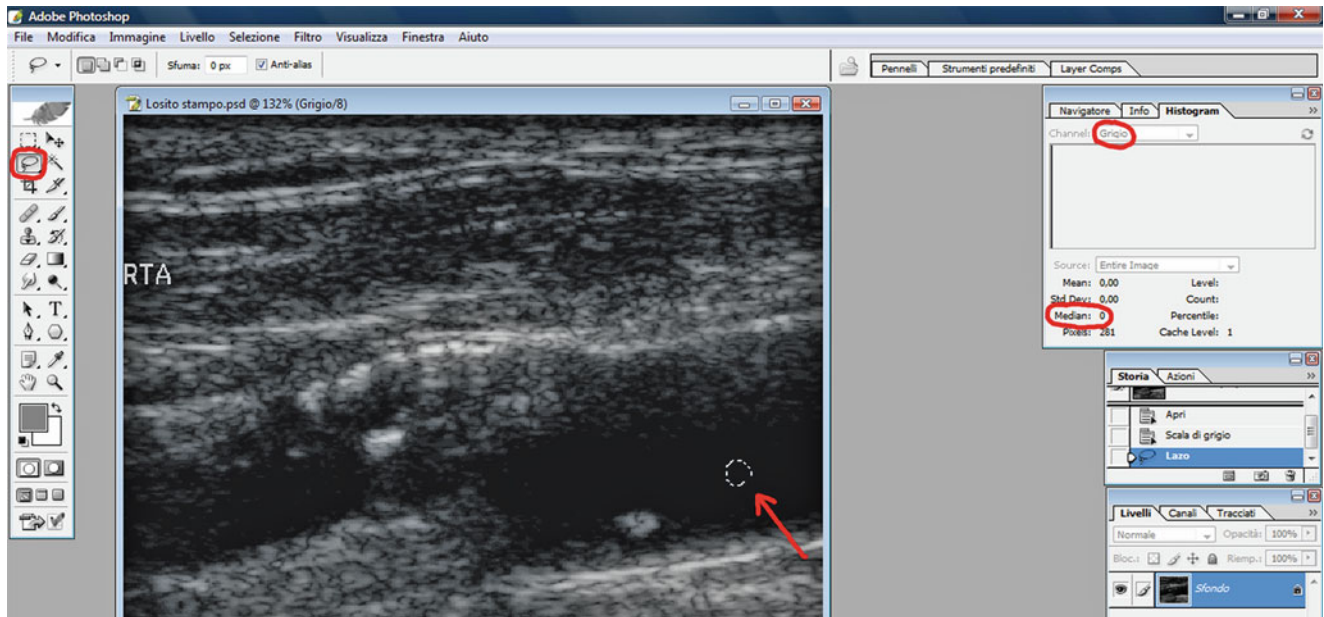 Adobe Photoshop
File Modifica Immagine Livello Selezione Filtro Visualizza Finestra Aiuto
Sfuma: 0 px Anti-alias
Pennelli Strumenti predefiniti Layer Comps
Losito stampo.psd @ 132% (Grigio/8)
RTA
Navigatore Info Histogram
Channel: Grigio
Source: Entire Image
Mean: 0,00 Level:
Std Dev: 0,00 Count:
Median: 0 Percentile:
Pixels: 281 Cache Level: 1
Storia Azioni
Apri
Scala di grigio
Lazo
Livelli Canali Tracciati
Normale Opacità: 100%
Bloc.: Riemp.: 100%
Sfondo